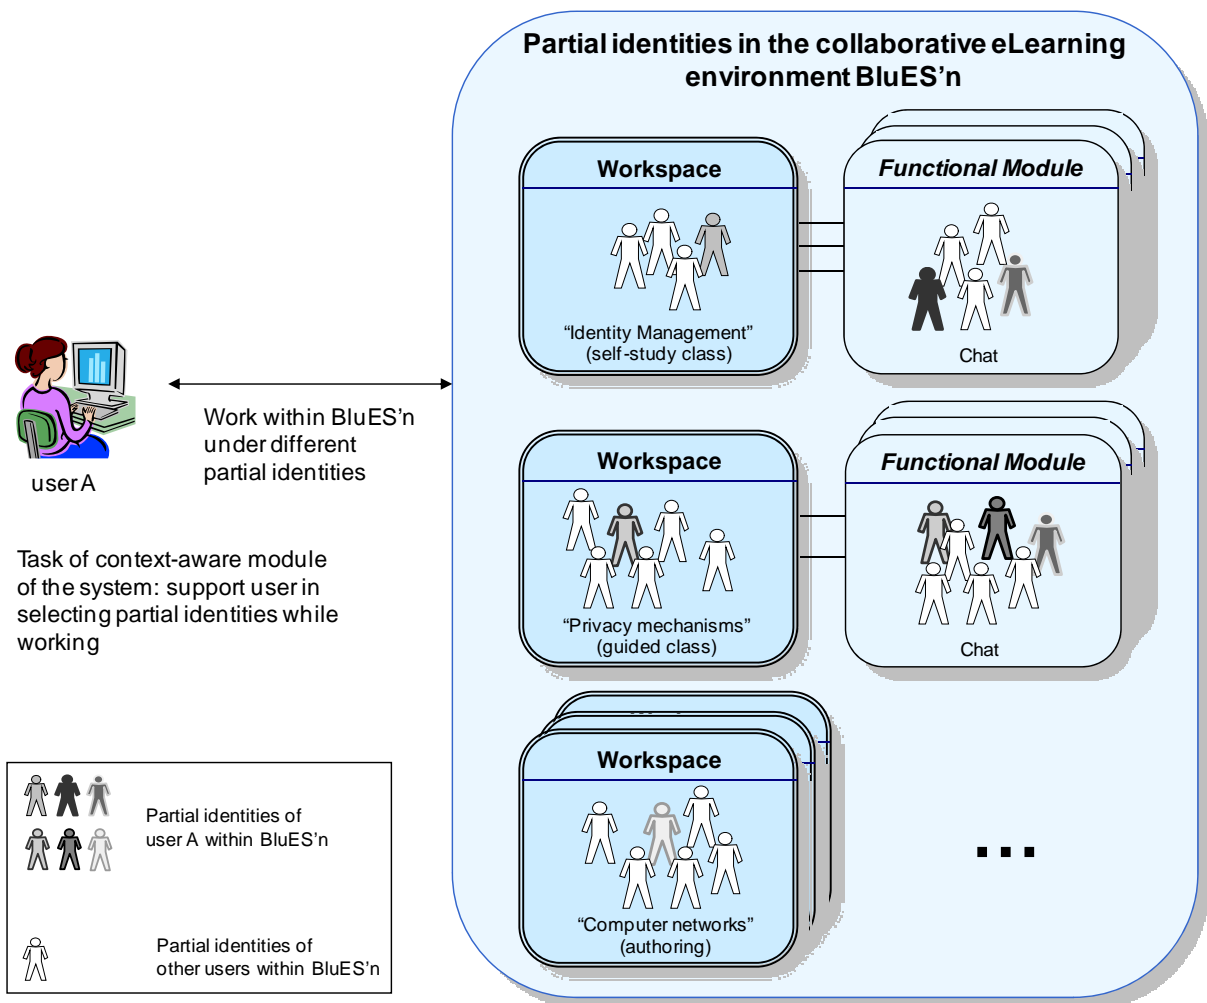 Partial identities in the collaborative eLearning
environment BluES’n
Workspace
“Identity Management”
(self-study class)
Functional Module
Chat
user A
Work within BluES’n
under different
partial identities
Task of context-aware module
of the system: support user in
selecting partial identities while
working
Workspace
“Privacy mechanisms”
(guided class)
Functional Module
Chat
Workspace
“Computer networks”
(authoring)
...
Partial identities of
user A within BluES’n
Partial identities of
other users within BluES’n